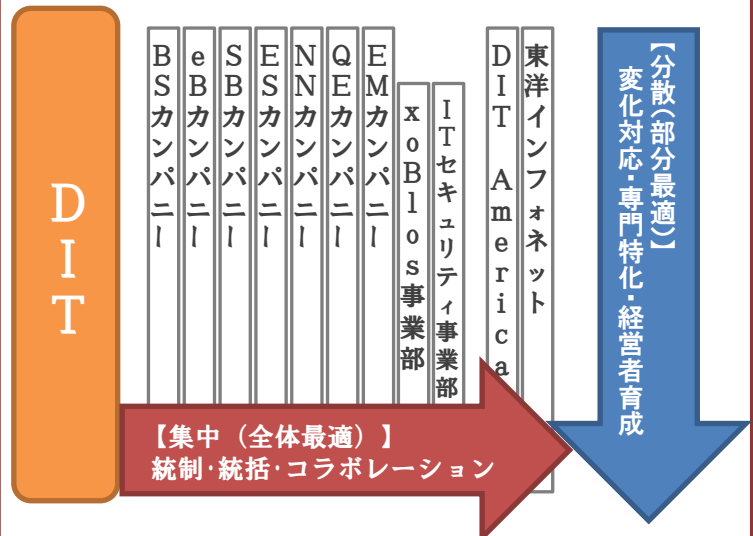 DIT
BSカンパニー
eBカンパニー
SBカンパニー
ESカンパニー
NNカンパニー
QEカンパニー
EMカンパニー
xoBlos事業部
ITセキュリティ事業部
DIT America
東洋インフォネット
【分散(部分最適)】
変化対応・専門特化・経営者育成
【集中（全体最適）】
統制・統括・コラボレーション